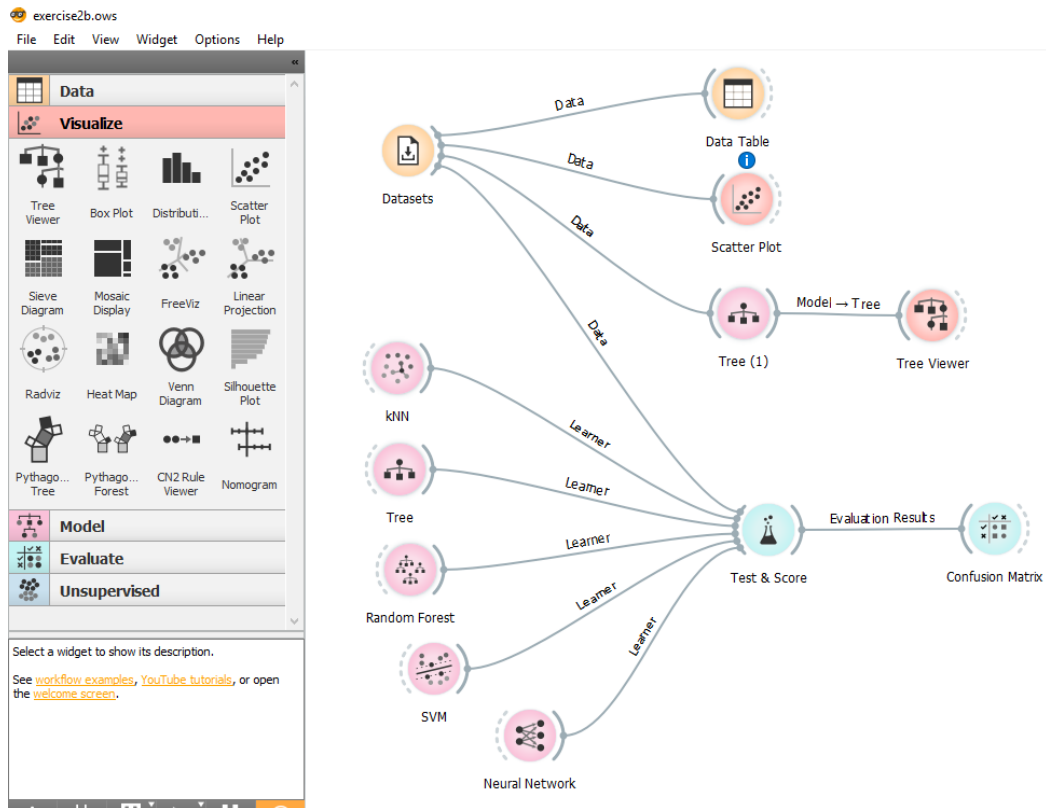 exercise2b.ows
File Edit View Widget Options Help
«
Data
Visualize
Tree
Viewer
Box Plot
Distributi...
Scatter
Plot
Sieve
Diagram
Mosaic
Display
FreeViz
Linear
Projection
Radviz
Heat Map
Venn
Diagram
Silhouette
Plot
Pythago...
Tree
Pythago...
Forest
CN2 Rule
Viewer
Nomogram
Model
Evaluate
Unsupervised
Select a widget to show its description.
See workflow examples, YouTube tutorials, or open
the welcome screen.
Datasets
Data
Data Table
i
Data
Scatter Plot
Data
Tree (1)
Model → Tree
Tree Viewer
Data
kNN
Learner
Tree
Learner
Random Forest
Learner
SVM
Learner
Neural Network
Learner
Test & Score
Evaluation Results
Confusion Matrix